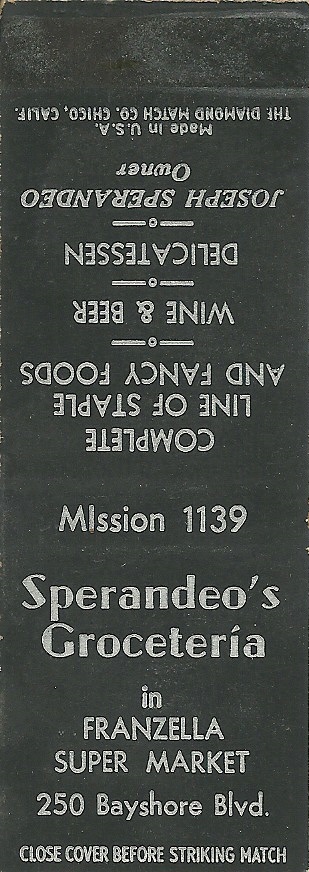 MIssion 1139
Sperandeo's
Grocetería
in
FRANZELLA
SUPER MARKET
250 Bayshore Blvd.
CLOSE COVER BEFORE STRIKING MATCH
COMPLETE
LINE OF STAPLE
AND FANCY FOODS
WINE & BEER
DELICATESSEN
JOSEPH SPERANDEO
Owner
Made in U.S.A.
THE DIAMOND MATCH CO. CHICO, CALIF.